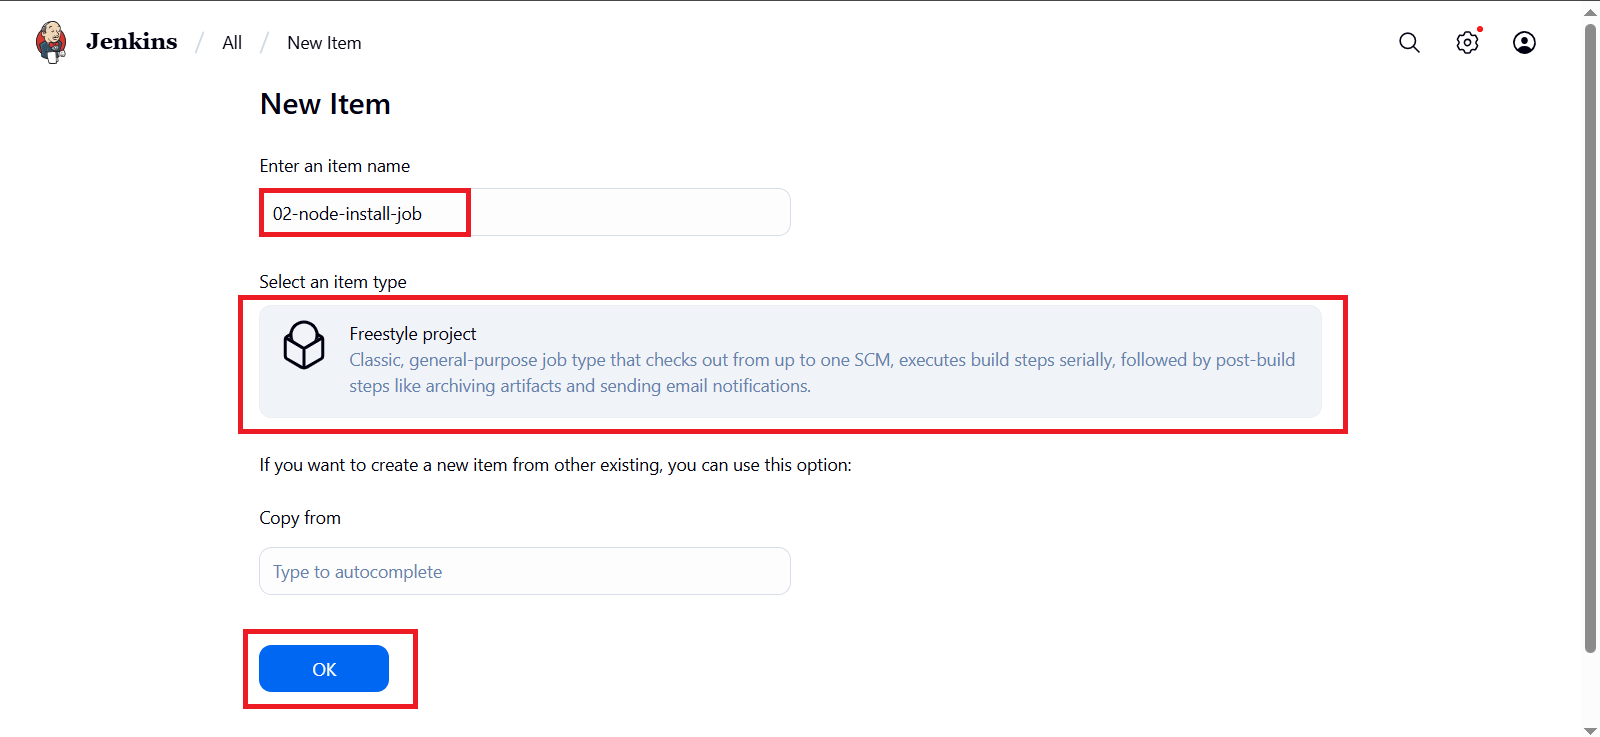 Jenkins / All / New Item
New Item
Enter an item name
02-node-install-job
Select an item type
Freestyle project
Classic, general-purpose job type that checks out from up to one SCM, executes build steps serially, followed by post-build
steps like archiving artifacts and sending email notifications.
If you want to create a new item from other existing, you can use this option:
Copy from
Type to autocomplete
OK